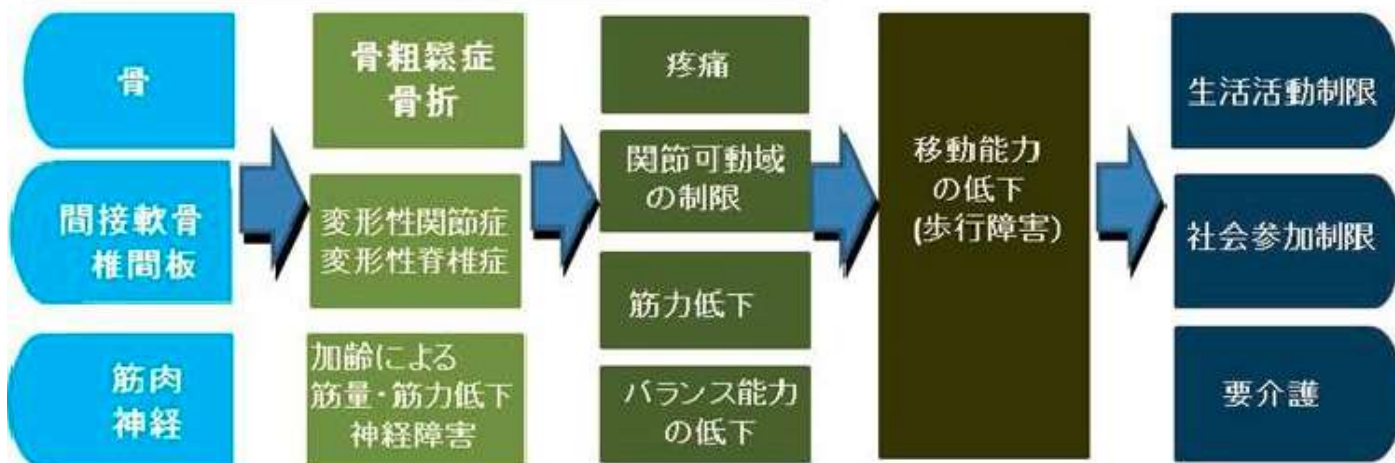 骨
間接軟骨
椎間板
筋肉
神経
骨粗鬆症
骨折
変形性関節症
変形性脊椎症
加齢による
筋量・筋力低下
神経障害
疼痛
関節可動域
の制限
筋力低下
バランス能力
の低下
移動能力
の低下
(歩行障害)
生活活動制限
社会参加制限
要介護